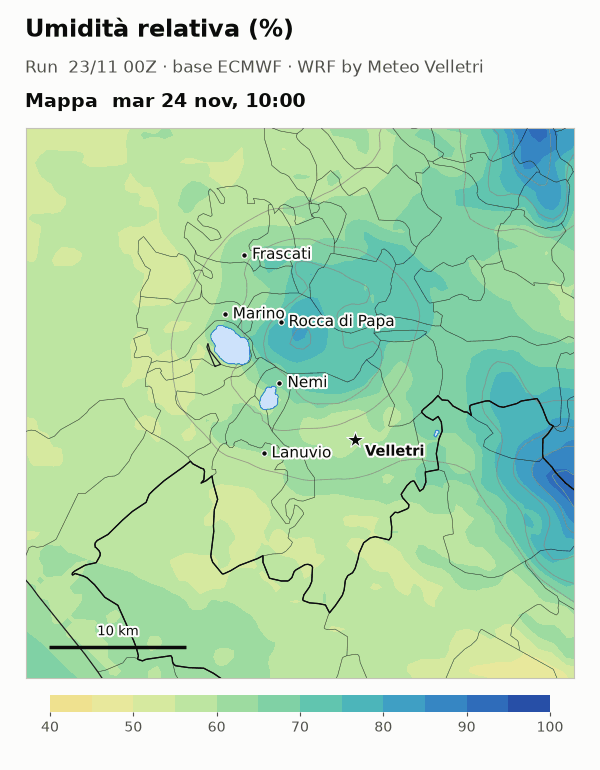 Umidità relativa (%)
Run  23/11 00Z · base ECMWF · WRF by Meteo Velletri
Mappa  mar 24 nov, 10:00
Frascati
Marino
Rocca di Papa
Nemi
Velletri
Lanuvio
10 km
40 50 60 70 80 90 100